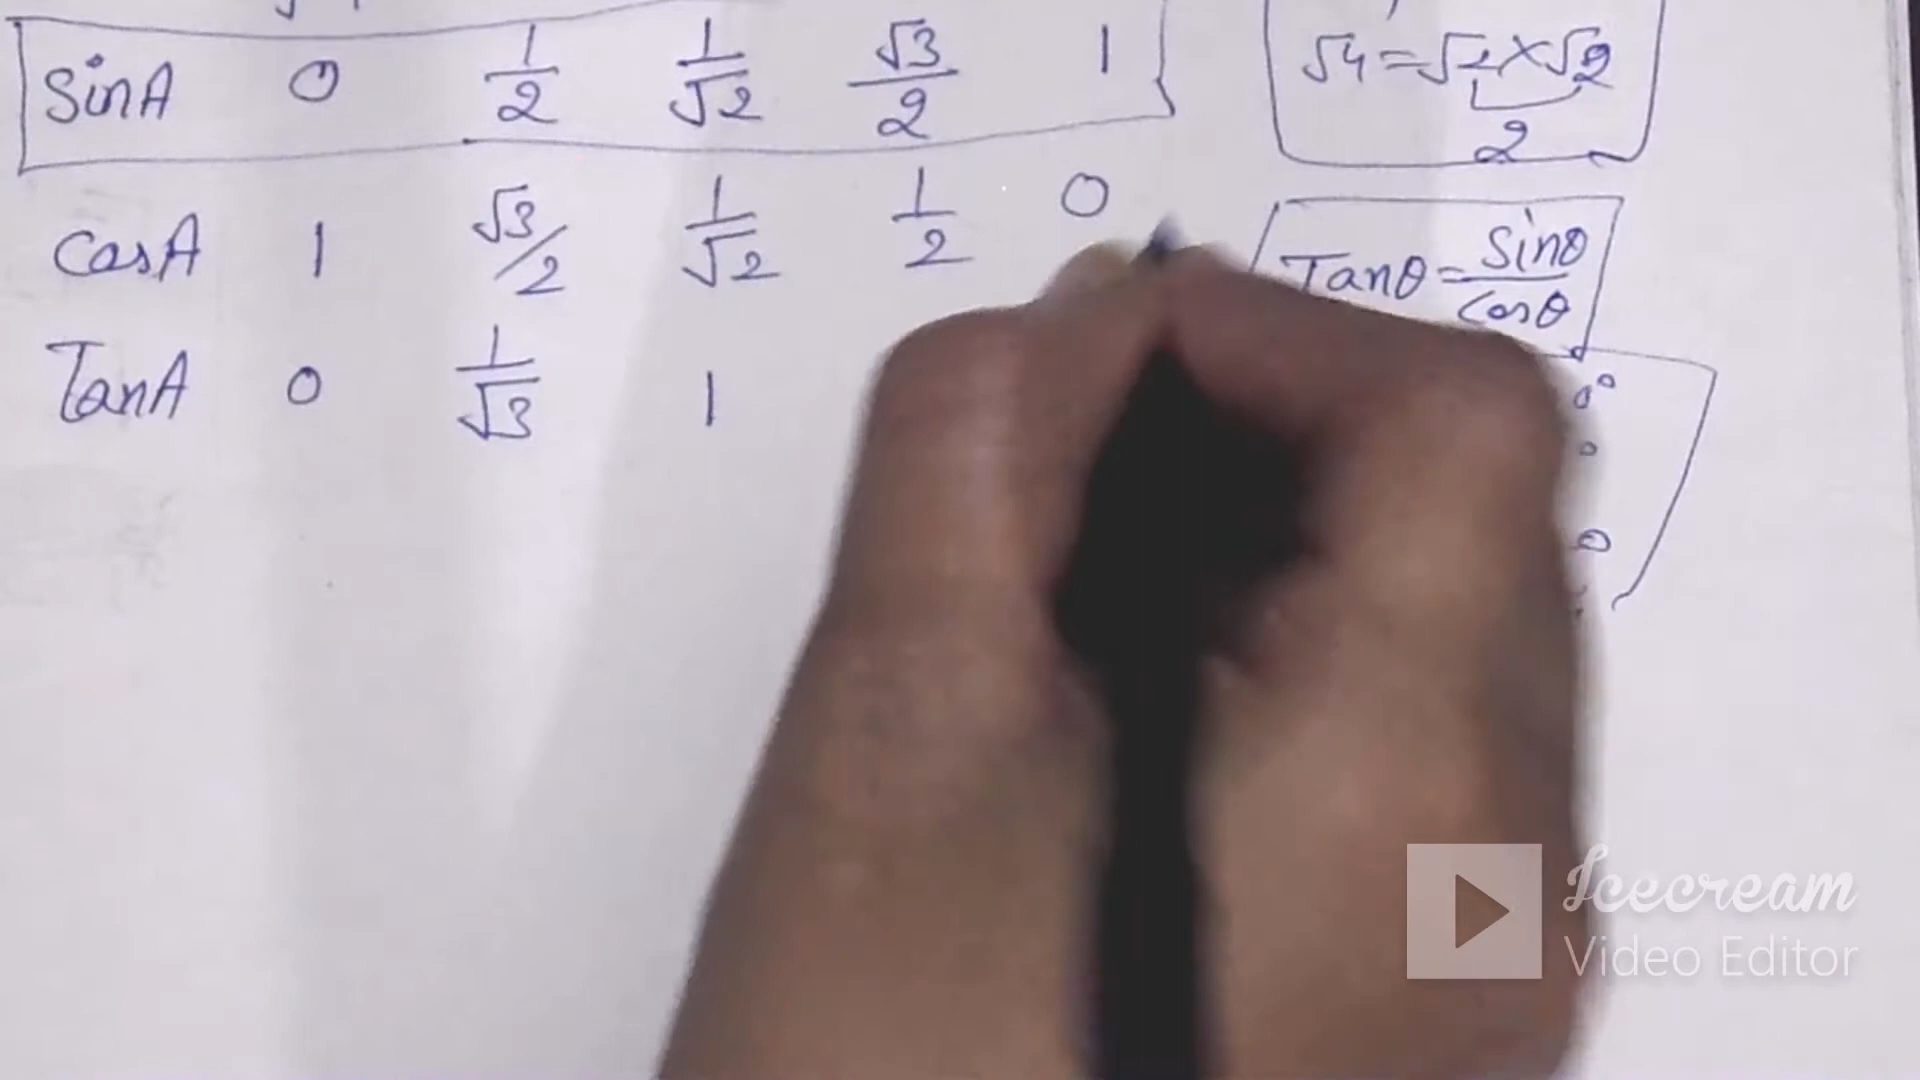 SinA 0 1/2 1/√2 √3/2 1
CosA 1 √3/2 1/√2 1/2 0
TanA 0 1/√3 1
√4=√2×√2
2
Tanθ=Sinθ/Cosθ
Icecream
Video Editor